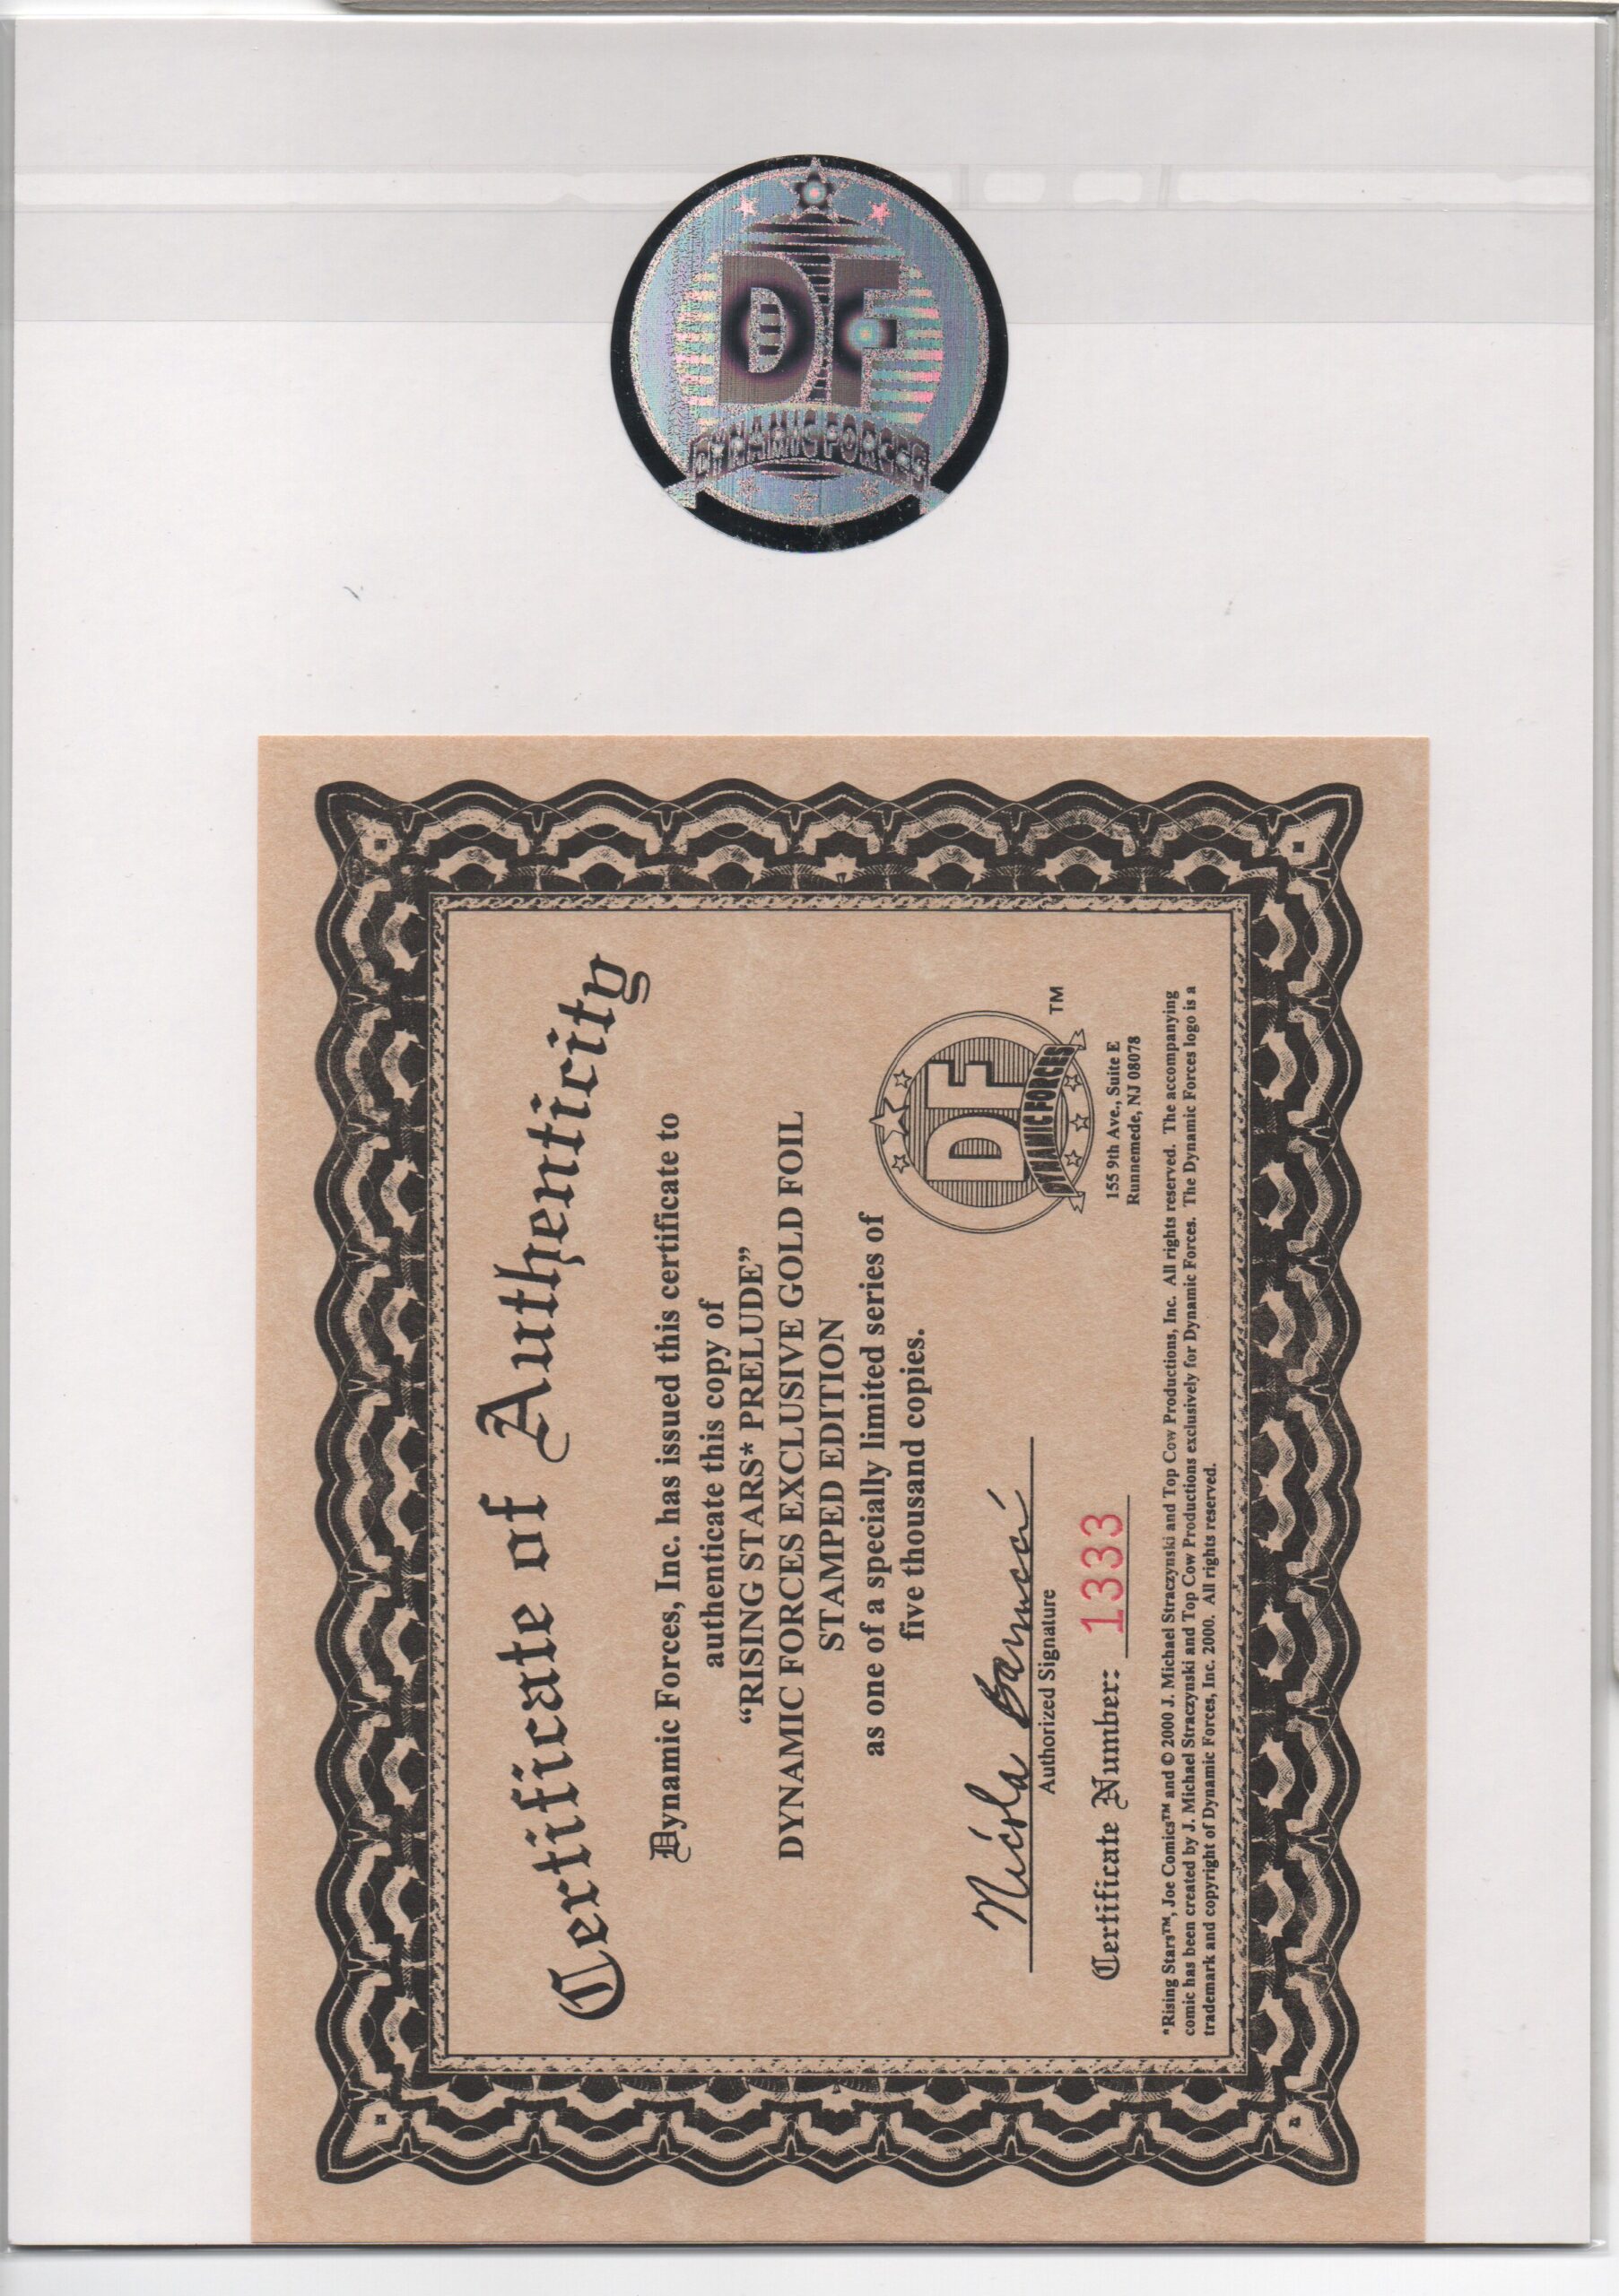 DF
DYNAMIC FORCES
Certificate of Authenticity
Dynamic Forces, Inc. has issued this certificate to
authenticate this copy of
“RISING STARS* PRELUDE”
DYNAMIC FORCES EXCLUSIVE GOLD FOIL
STAMPED EDITION
as one of a specially limited series of
five thousand copies.
DF
DYNAMIC FORCES
TM
Authorized Signature
155 9th Ave., Suite E
Runnemede, NJ 08078
Certificate Number: 1333
*Rising Stars™, Joe Comics™ and © 2000 J. Michael Straczynski and Top Cow Productions, Inc. All rights reserved. The accompanying
comic has been created by J. Michael Straczynski and Top Cow Productions exclusively for Dynamic Forces. The Dynamic Forces logo is a
trademark and copyright of Dynamic Forces, Inc. 2000. All rights reserved.